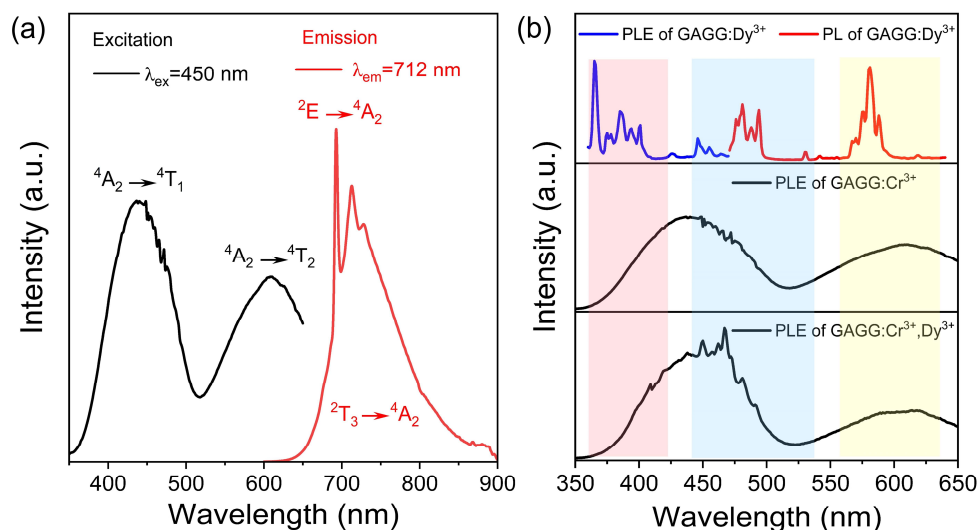 (a)
Excitation
Emission
λex=450 nm
λem=712 nm
²E → ⁴A₂
⁴A₂ → ⁴T₁
⁴A₂ → ⁴T₂
²T₃ → ⁴A₂
Intensity (a.u.)
400 500 600 700 800 900
Wavelength (nm)
(b)
PLE of GAGG:Dy³⁺
PL of GAGG:Dy³⁺
PLE of GAGG:Cr³⁺
PLE of GAGG:Cr³⁺,Dy³⁺
Intensity (a.u.)
350 400 450 500 550 600 650
Wavelength (nm)